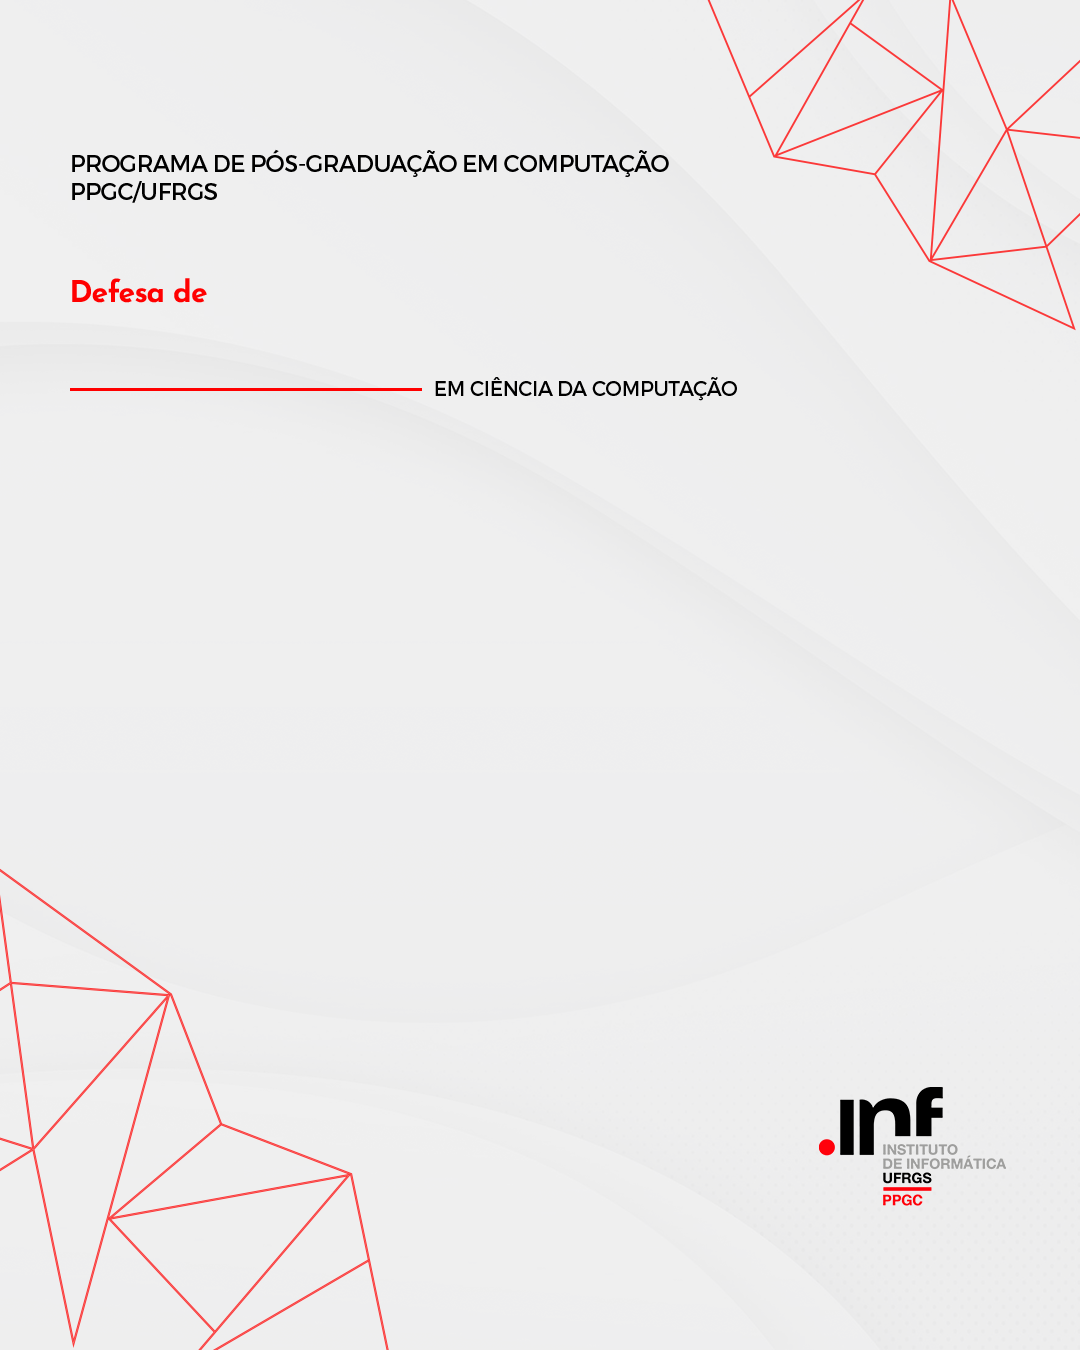 PROGRAMA DE PÓS-GRADUAÇÃO EM COMPUTAÇÃO
PPGC/UFRGS
Defesa de
EM CIÊNCIA DA COMPUTAÇÃO
.inf
INSTITUTO
DE INFORMÁTICA
UFRGS
PPGC